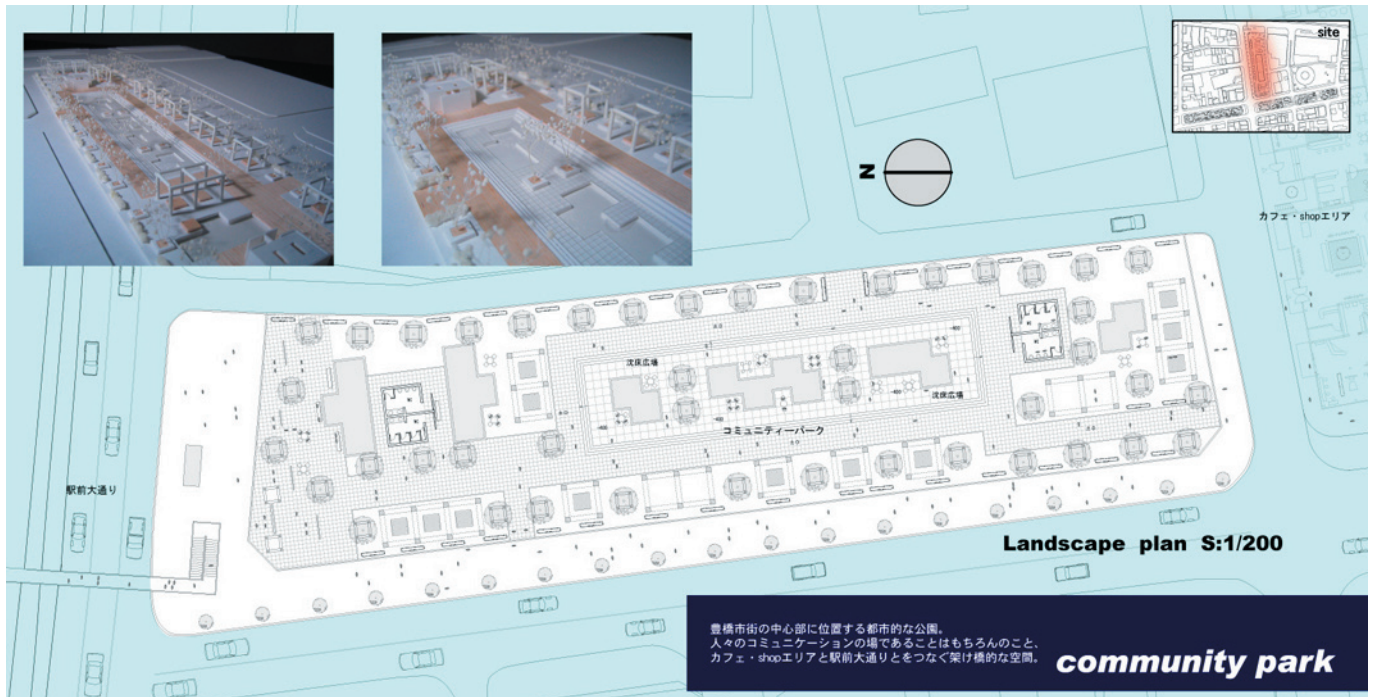 site
N
カフェ・shopエリア
沈床広場
沈床広場
コミュニティーパーク
駅前大通り
Landscape plan S:1/200
豊橋市街の中心部に位置する都市的な公園。
人々のコミュニケーションの場であることはもちろんのこと、
カフェ・shopエリアと駅前大通りとをつなぐ架け橋的な空間。
community park